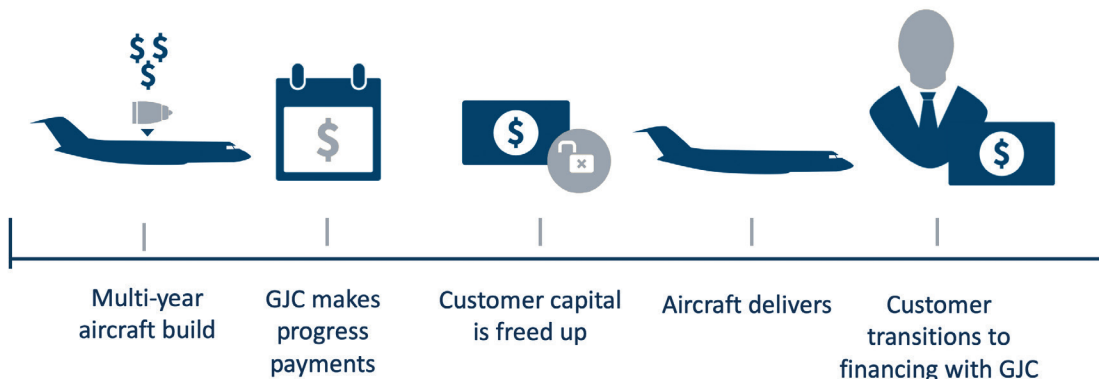 $ $
$
$
$
$
Multi-year
aircraft build
GJC makes
progress
payments
Customer capital
is freed up
Aircraft delivers
Customer
transitions to
financing with GJC